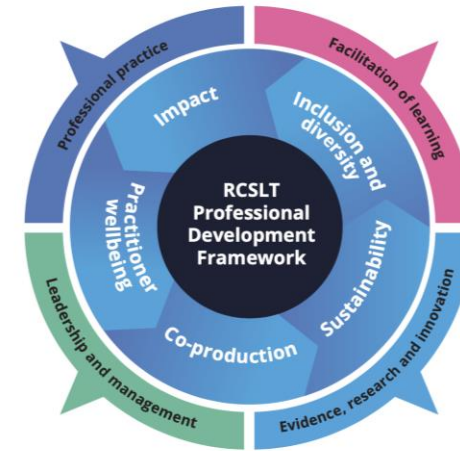 Professional practice
Facilitation of learning
Impact
Inclusion and
diversity
RCSLT
Professional
Development
Framework
Practitioner
wellbeing
Sustainability
Co-production
Leadership and management
Evidence, research and innovation